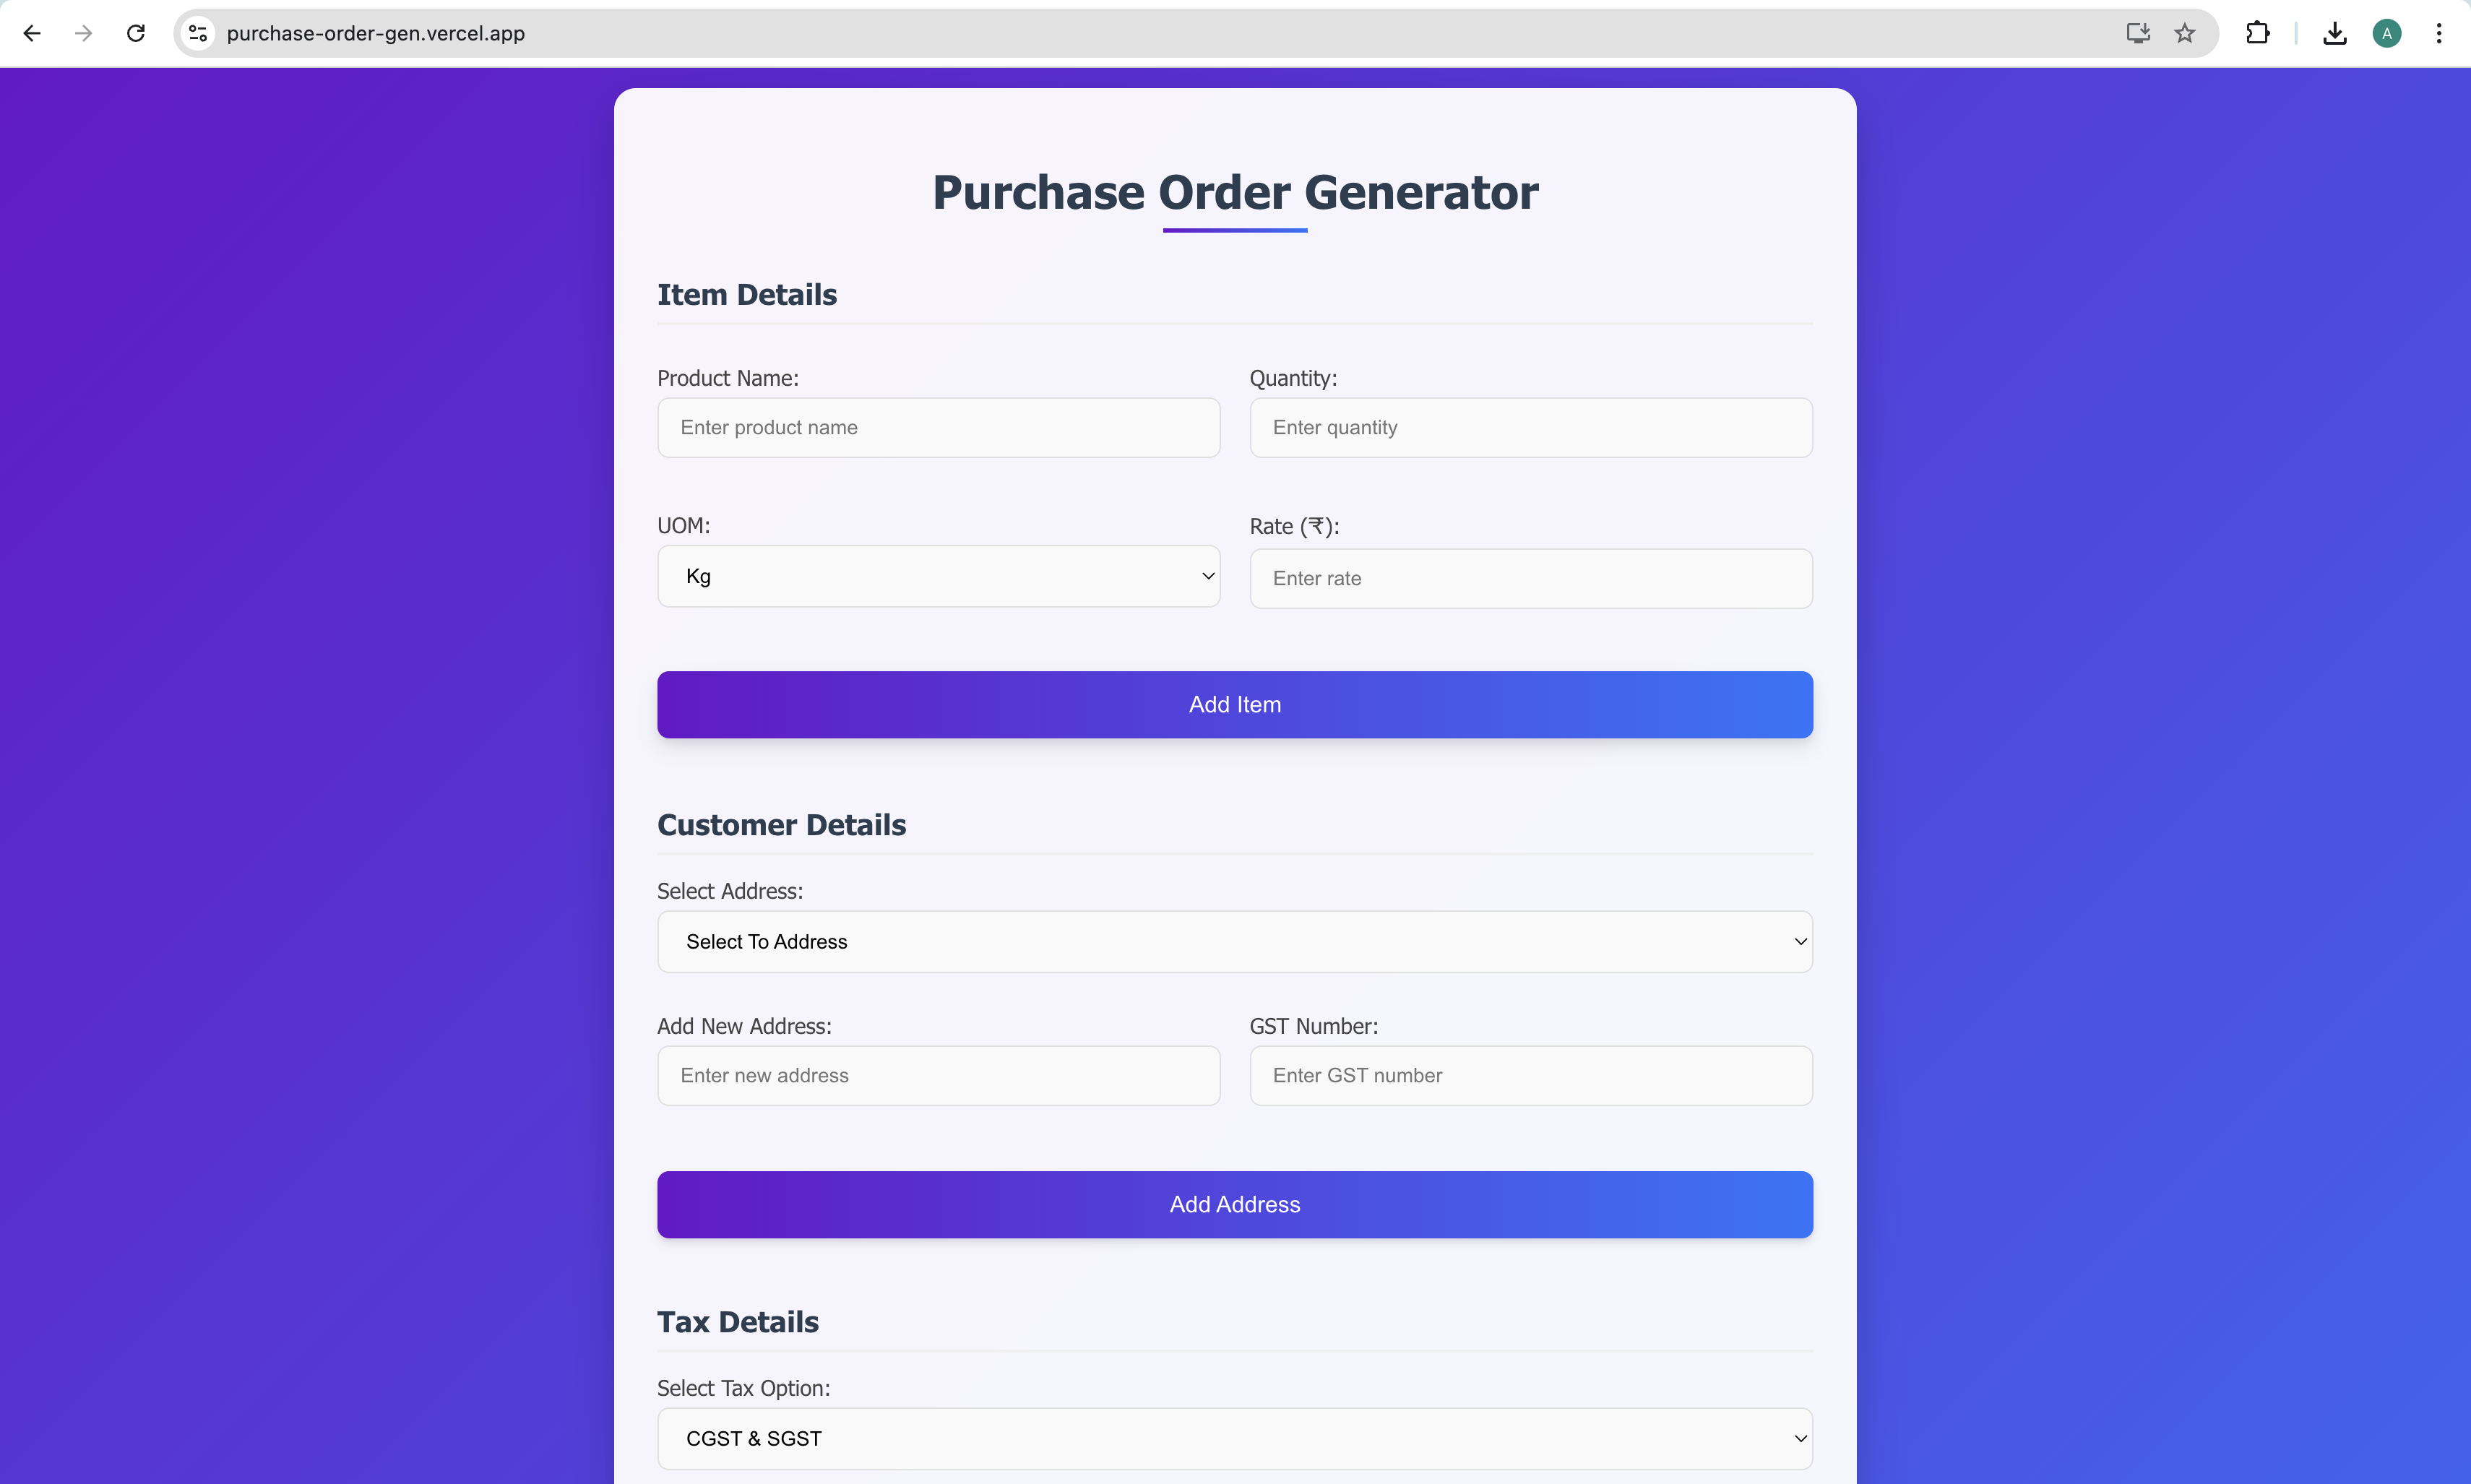 purchase-order-gen.vercel.app
A
Purchase Order Generator
Item Details
Product Name:
Quantity:
Enter product name
Enter quantity
UOM:
Rate (₹):
Kg
Enter rate
Add Item
Customer Details
Select Address:
Select To Address
Add New Address:
GST Number:
Enter new address
Enter GST number
Add Address
Tax Details
Select Tax Option:
CGST & SGST